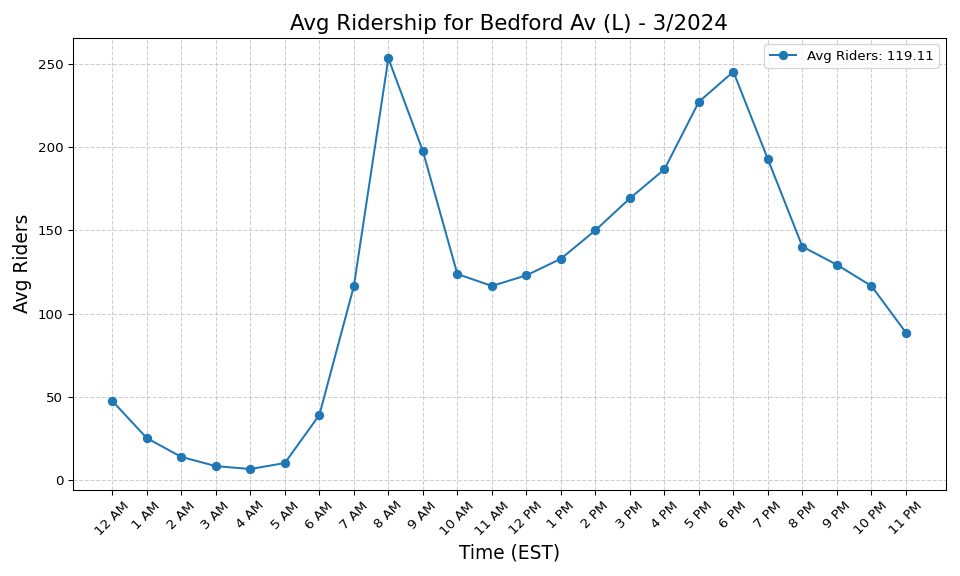 Avg Ridership for Bedford Av (L) - 3/2024
Avg Riders: 119.11
Avg Riders
250
200
150
100
50
0
12 AM 1 AM 2 AM 3 AM 4 AM 5 AM 6 AM 7 AM 8 AM 9 AM 10 AM 11 AM 12 PM 1 PM 2 PM 3 PM 4 PM 5 PM 6 PM 7 PM 8 PM 9 PM 10 PM 11 PM
Time (EST)